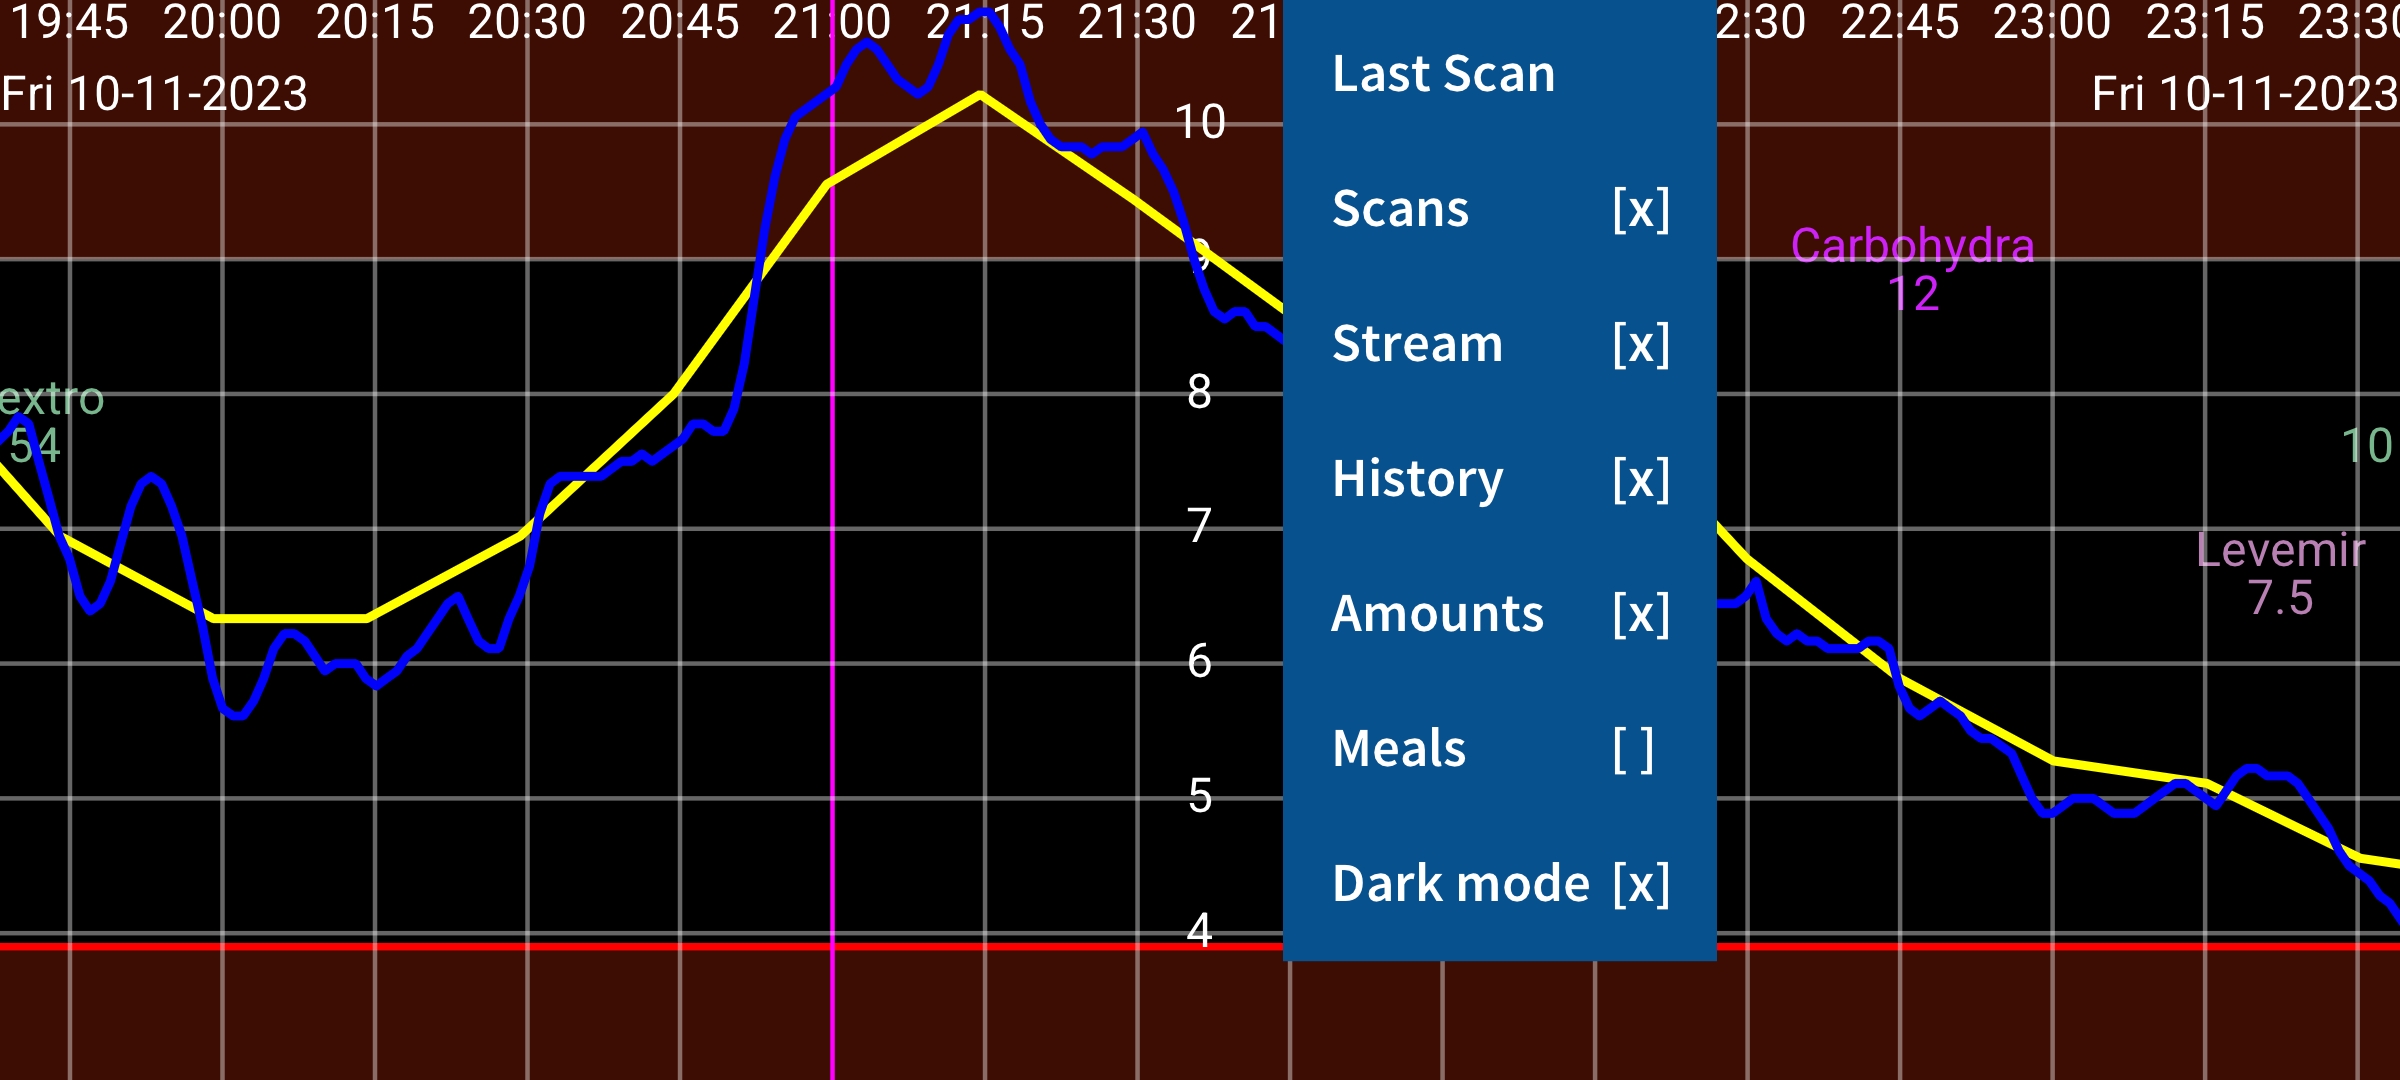 19:45 20:00 20:15 20:30 20:45 21:00 21:15 21:30 21 2:30 22:45 23:00 23:15 23:30
Fri 10-11-2023 Fri 10-11-2023
10
9
8
7
6
5
4
extro
54
Last Scan
Scans [x]
Stream [x]
History [x]
Amounts [x]
Meals [ ]
Dark mode [x]
Carbohydra
12
10
Levemir
7.5